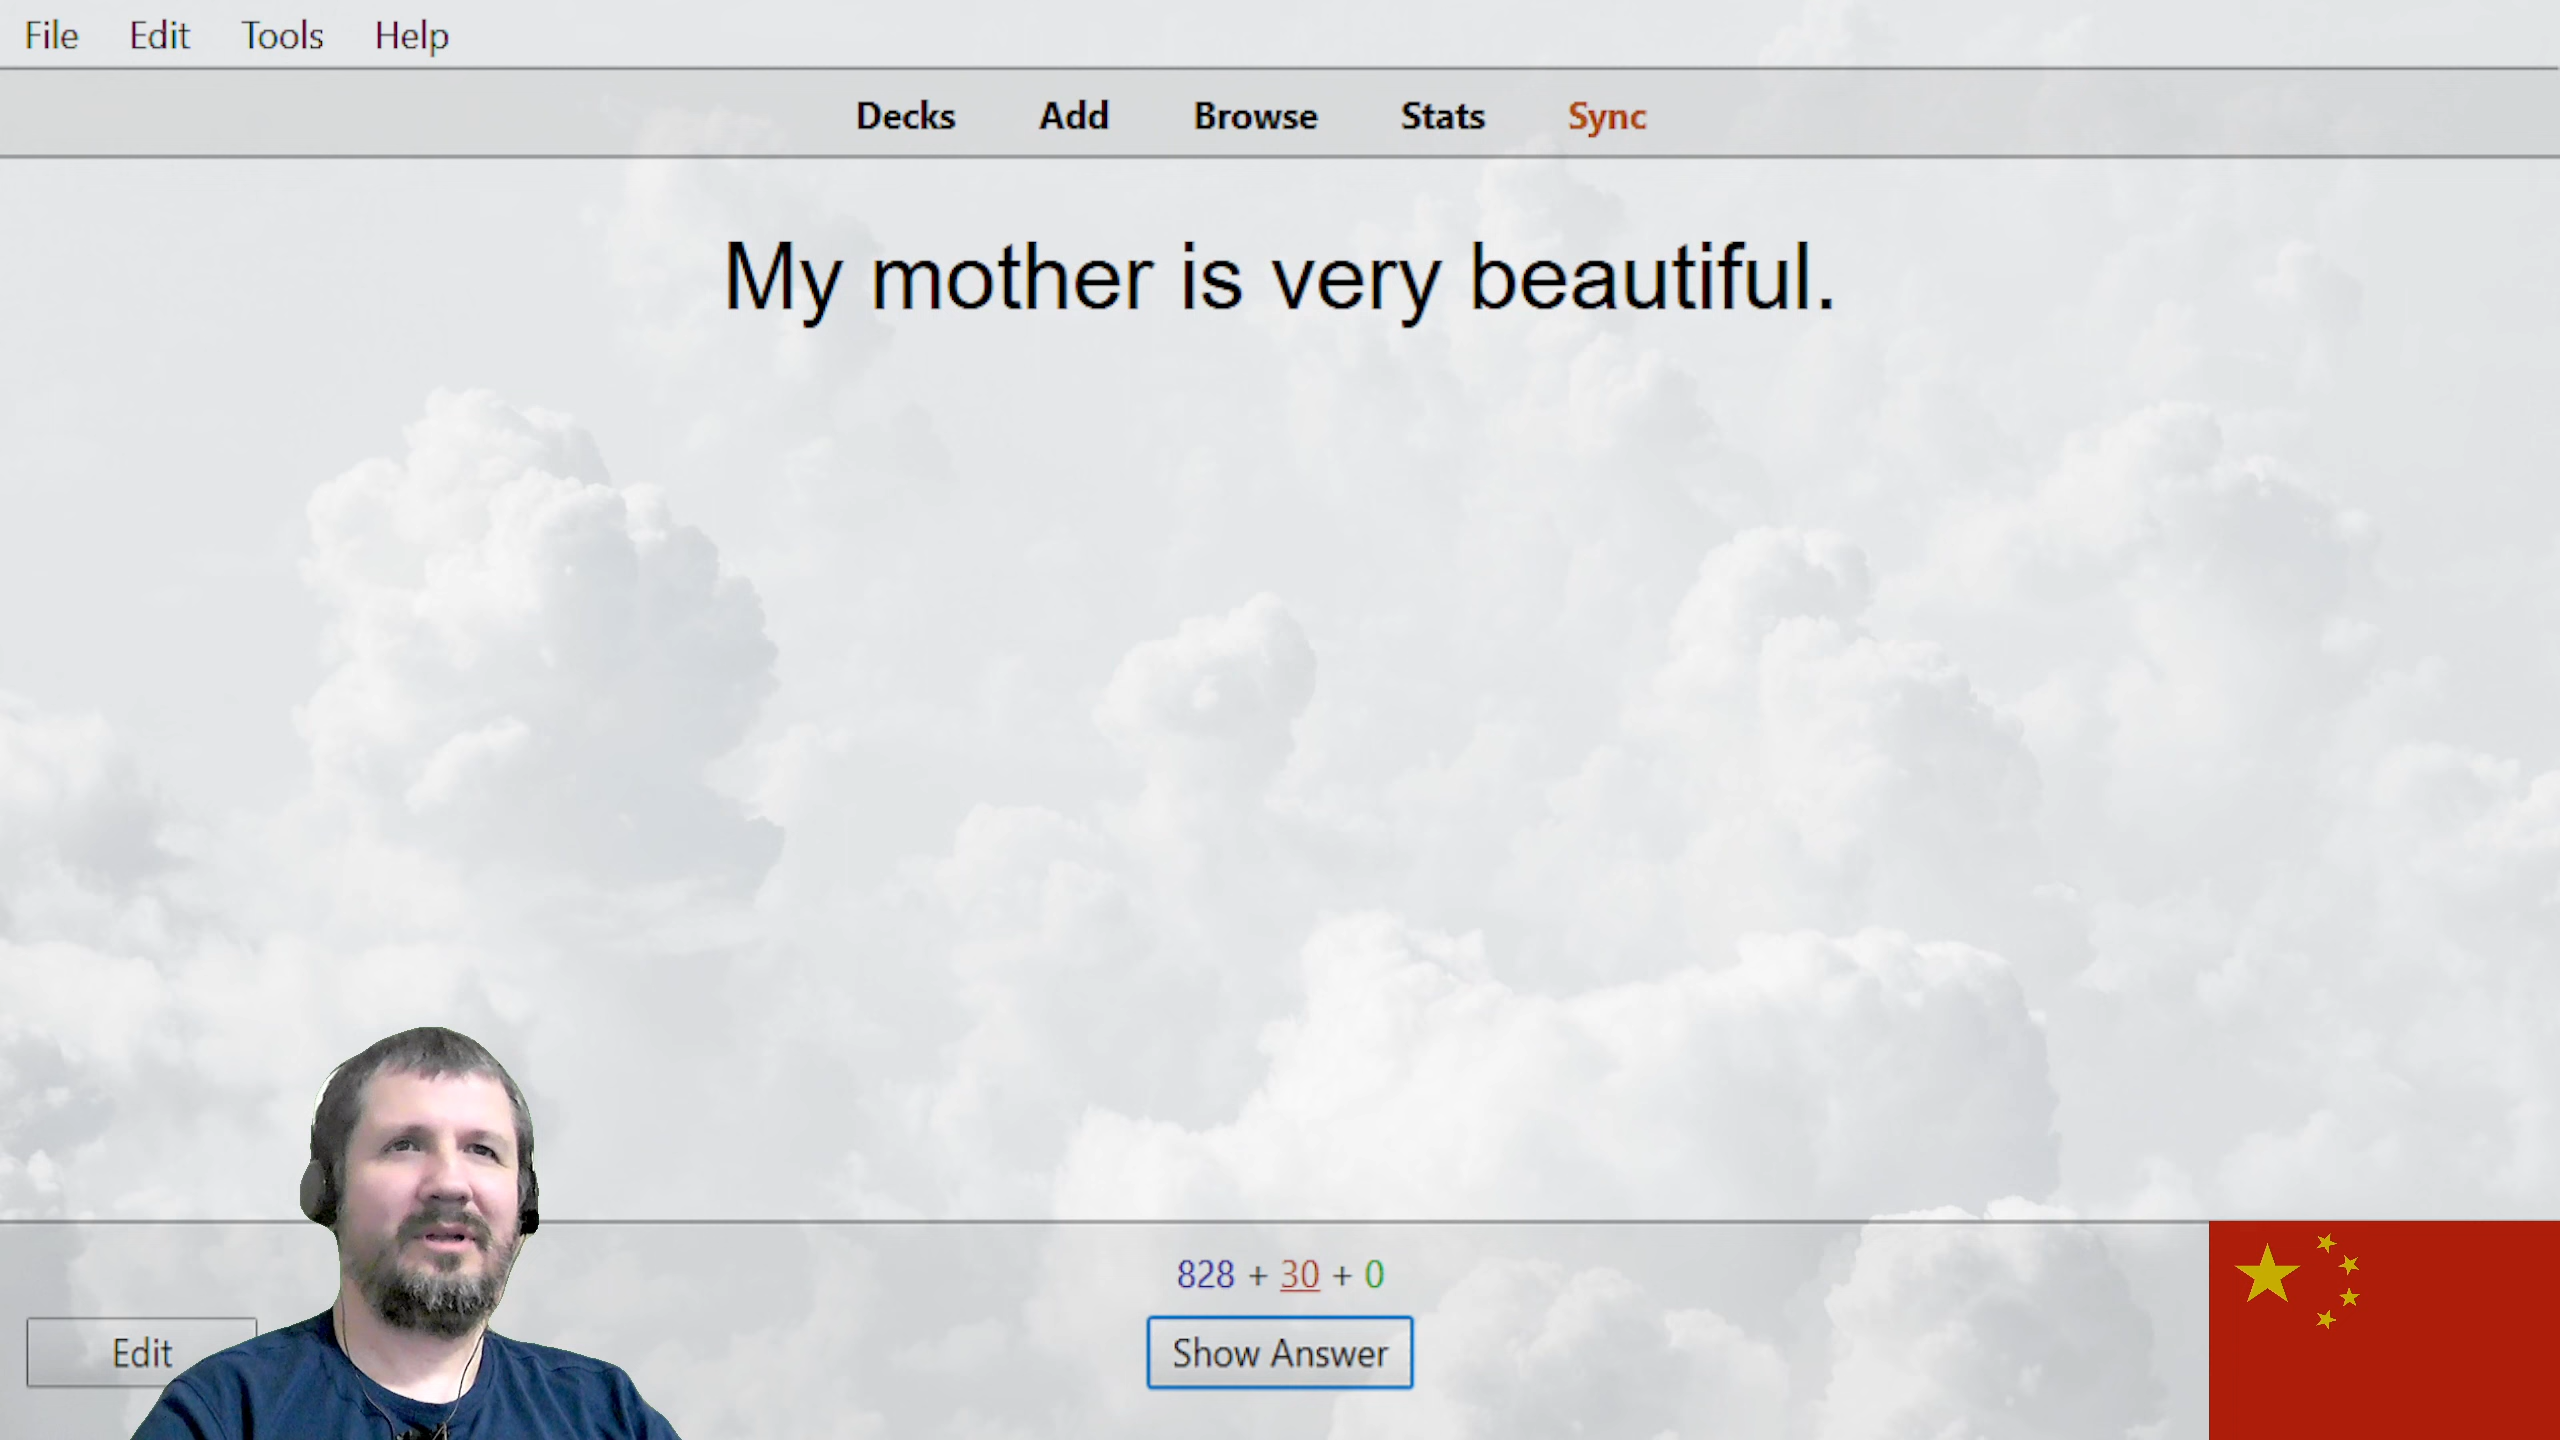 File Edit Tools Help
Decks Add Browse Stats Sync
My mother is very beautiful.
828 + 30 + 0
Edit Show Answer